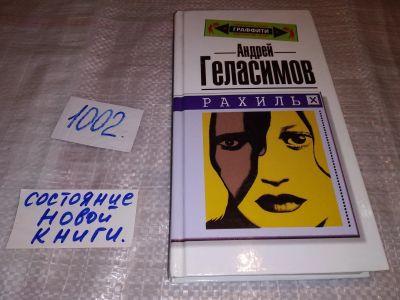 ГРАФФИТИ
Андрей
Геласимов
РАХИЛЬ
1002.
СОСТОЯНИЕ
НОВОЙ
КНИГИ.